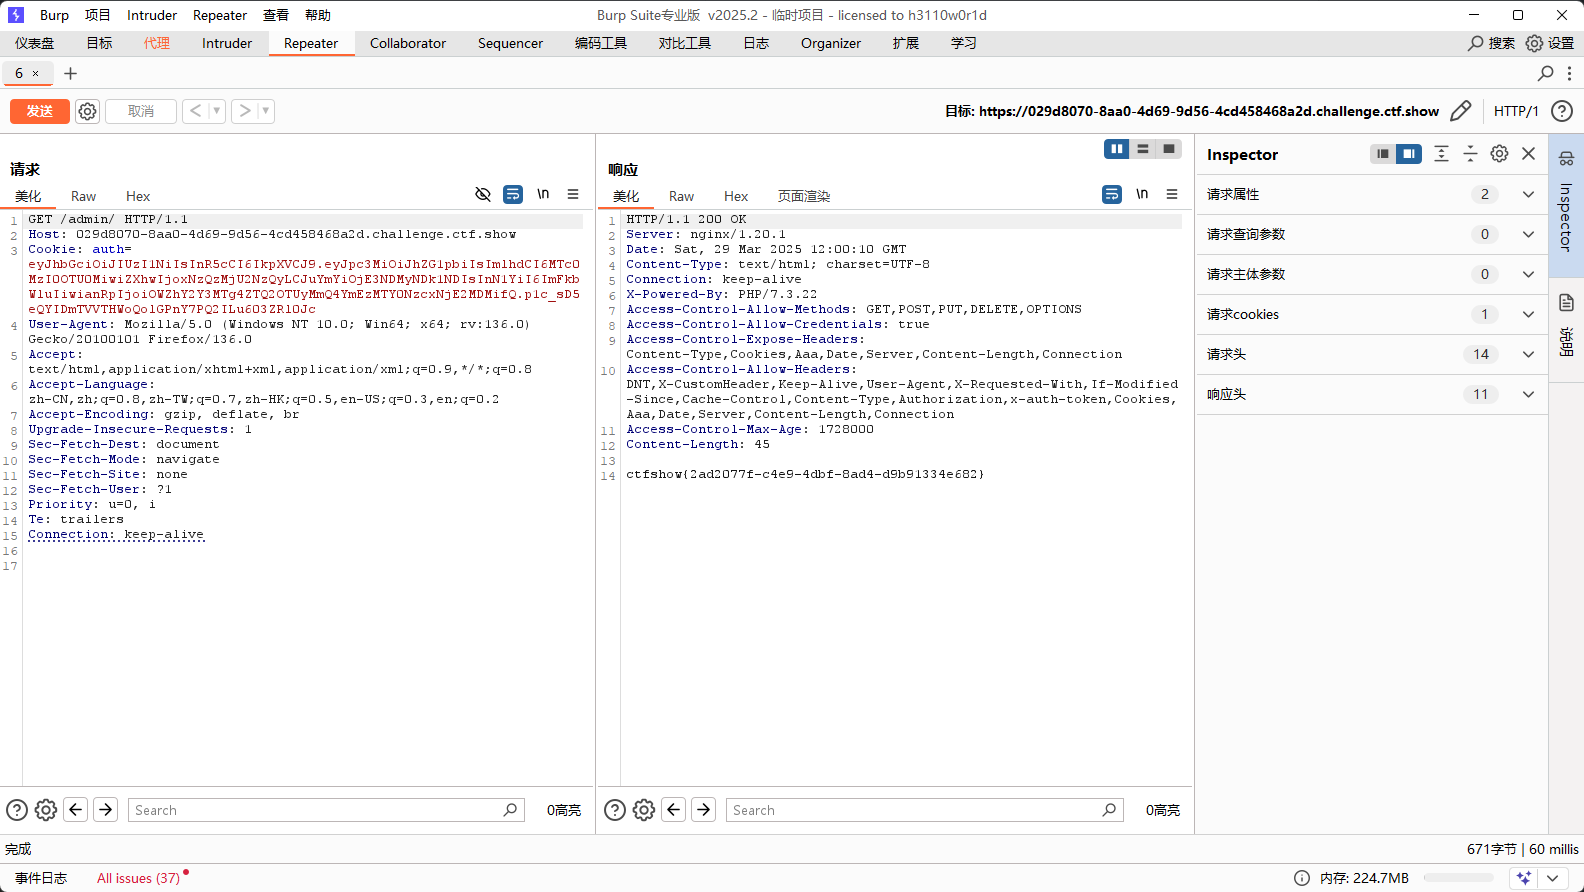 Burp 项目 Intruder Repeater 查看 帮助 Burp Suite专业版 v2025.2 - 临时项目 - licensed to h3110w0r1d
仪表盘 目标 代理 Intruder Repeater Collaborator Sequencer 编码工具 对比工具 日志 Organizer 扩展 学习 搜索 设置
6 × +
发送 取消 < > 目标: https://029d8070-8aa0-4d69-9d56-4cd458468a2d.challenge.ctf.show HTTP/1
请求
美化 Raw Hex \n
1 GET /admin/ HTTP/1.1
2 Host: 029d8070-8aa0-4d69-9d56-4cd458468a2d.challenge.ctf.show
3 Cookie: auth=
eyJhbGciOiJIUzI1NiIsInR5cCI6IkpXVCJ9.eyJpc3MiOiJhZG1pbiIsImlhdCI6MTc0
MzI0OTU0MiwiZXhwIjoxNzQzMjU2NzQyLCJuYmYiOjE3NDMyNDk1NDIsInN1YiI6ImFkb
WluIiwianRpIjoiOWZhY2Y3MTg4ZTQ2OTUyMmQ4YmEzMTY0NzcxNjE2MDMifQ.p1c_sD5
eQYIDmTVVTHWoQolGPnY7PQ2ILu6O3ZRlOJc
4 User-Agent: Mozilla/5.0 (Windows NT 10.0; Win64; x64; rv:136.0)
Gecko/20100101 Firefox/136.0
5 Accept:
text/html,application/xhtml+xml,application/xml;q=0.9,*/*;q=0.8
6 Accept-Language:
zh-CN,zh;q=0.8,zh-TW;q=0.7,zh-HK;q=0.5,en-US;q=0.3,en;q=0.2
7 Accept-Encoding: gzip, deflate, br
8 Upgrade-Insecure-Requests: 1
9 Sec-Fetch-Dest: document
10 Sec-Fetch-Mode: navigate
11 Sec-Fetch-Site: none
12 Sec-Fetch-User: ?1
13 Priority: u=0, i
14 Te: trailers
15 Connection: keep-alive
16
17
Search 0高亮
响应
美化 Raw Hex 页面渲染 \n
1 HTTP/1.1 200 OK
2 Server: nginx/1.20.1
3 Date: Sat, 29 Mar 2025 12:00:10 GMT
4 Content-Type: text/html; charset=UTF-8
5 Connection: keep-alive
6 X-Powered-By: PHP/7.3.22
7 Access-Control-Allow-Methods: GET,POST,PUT,DELETE,OPTIONS
8 Access-Control-Allow-Credentials: true
9 Access-Control-Expose-Headers:
Content-Type,Cookies,Aaa,Date,Server,Content-Length,Connection
10 Access-Control-Allow-Headers:
DNT,X-CustomHeader,Keep-Alive,User-Agent,X-Requested-With,If-Modified
-Since,Cache-Control,Content-Type,Authorization,x-auth-token,Cookies,
Aaa,Date,Server,Content-Length,Connection
11 Access-Control-Max-Age: 1728000
12 Content-Length: 45
13
14 ctfshow{2ad2077f-c4e9-4dbf-8ad4-d9b91334e682}
Search 0高亮
Inspector
请求属性 2
请求查询参数 0
请求主体参数 0
请求cookies 1
请求头 14
响应头 11
Inspector
说明
完成 671字节 | 60 millis
事件日志 All issues (37) 内存: 224.7MB